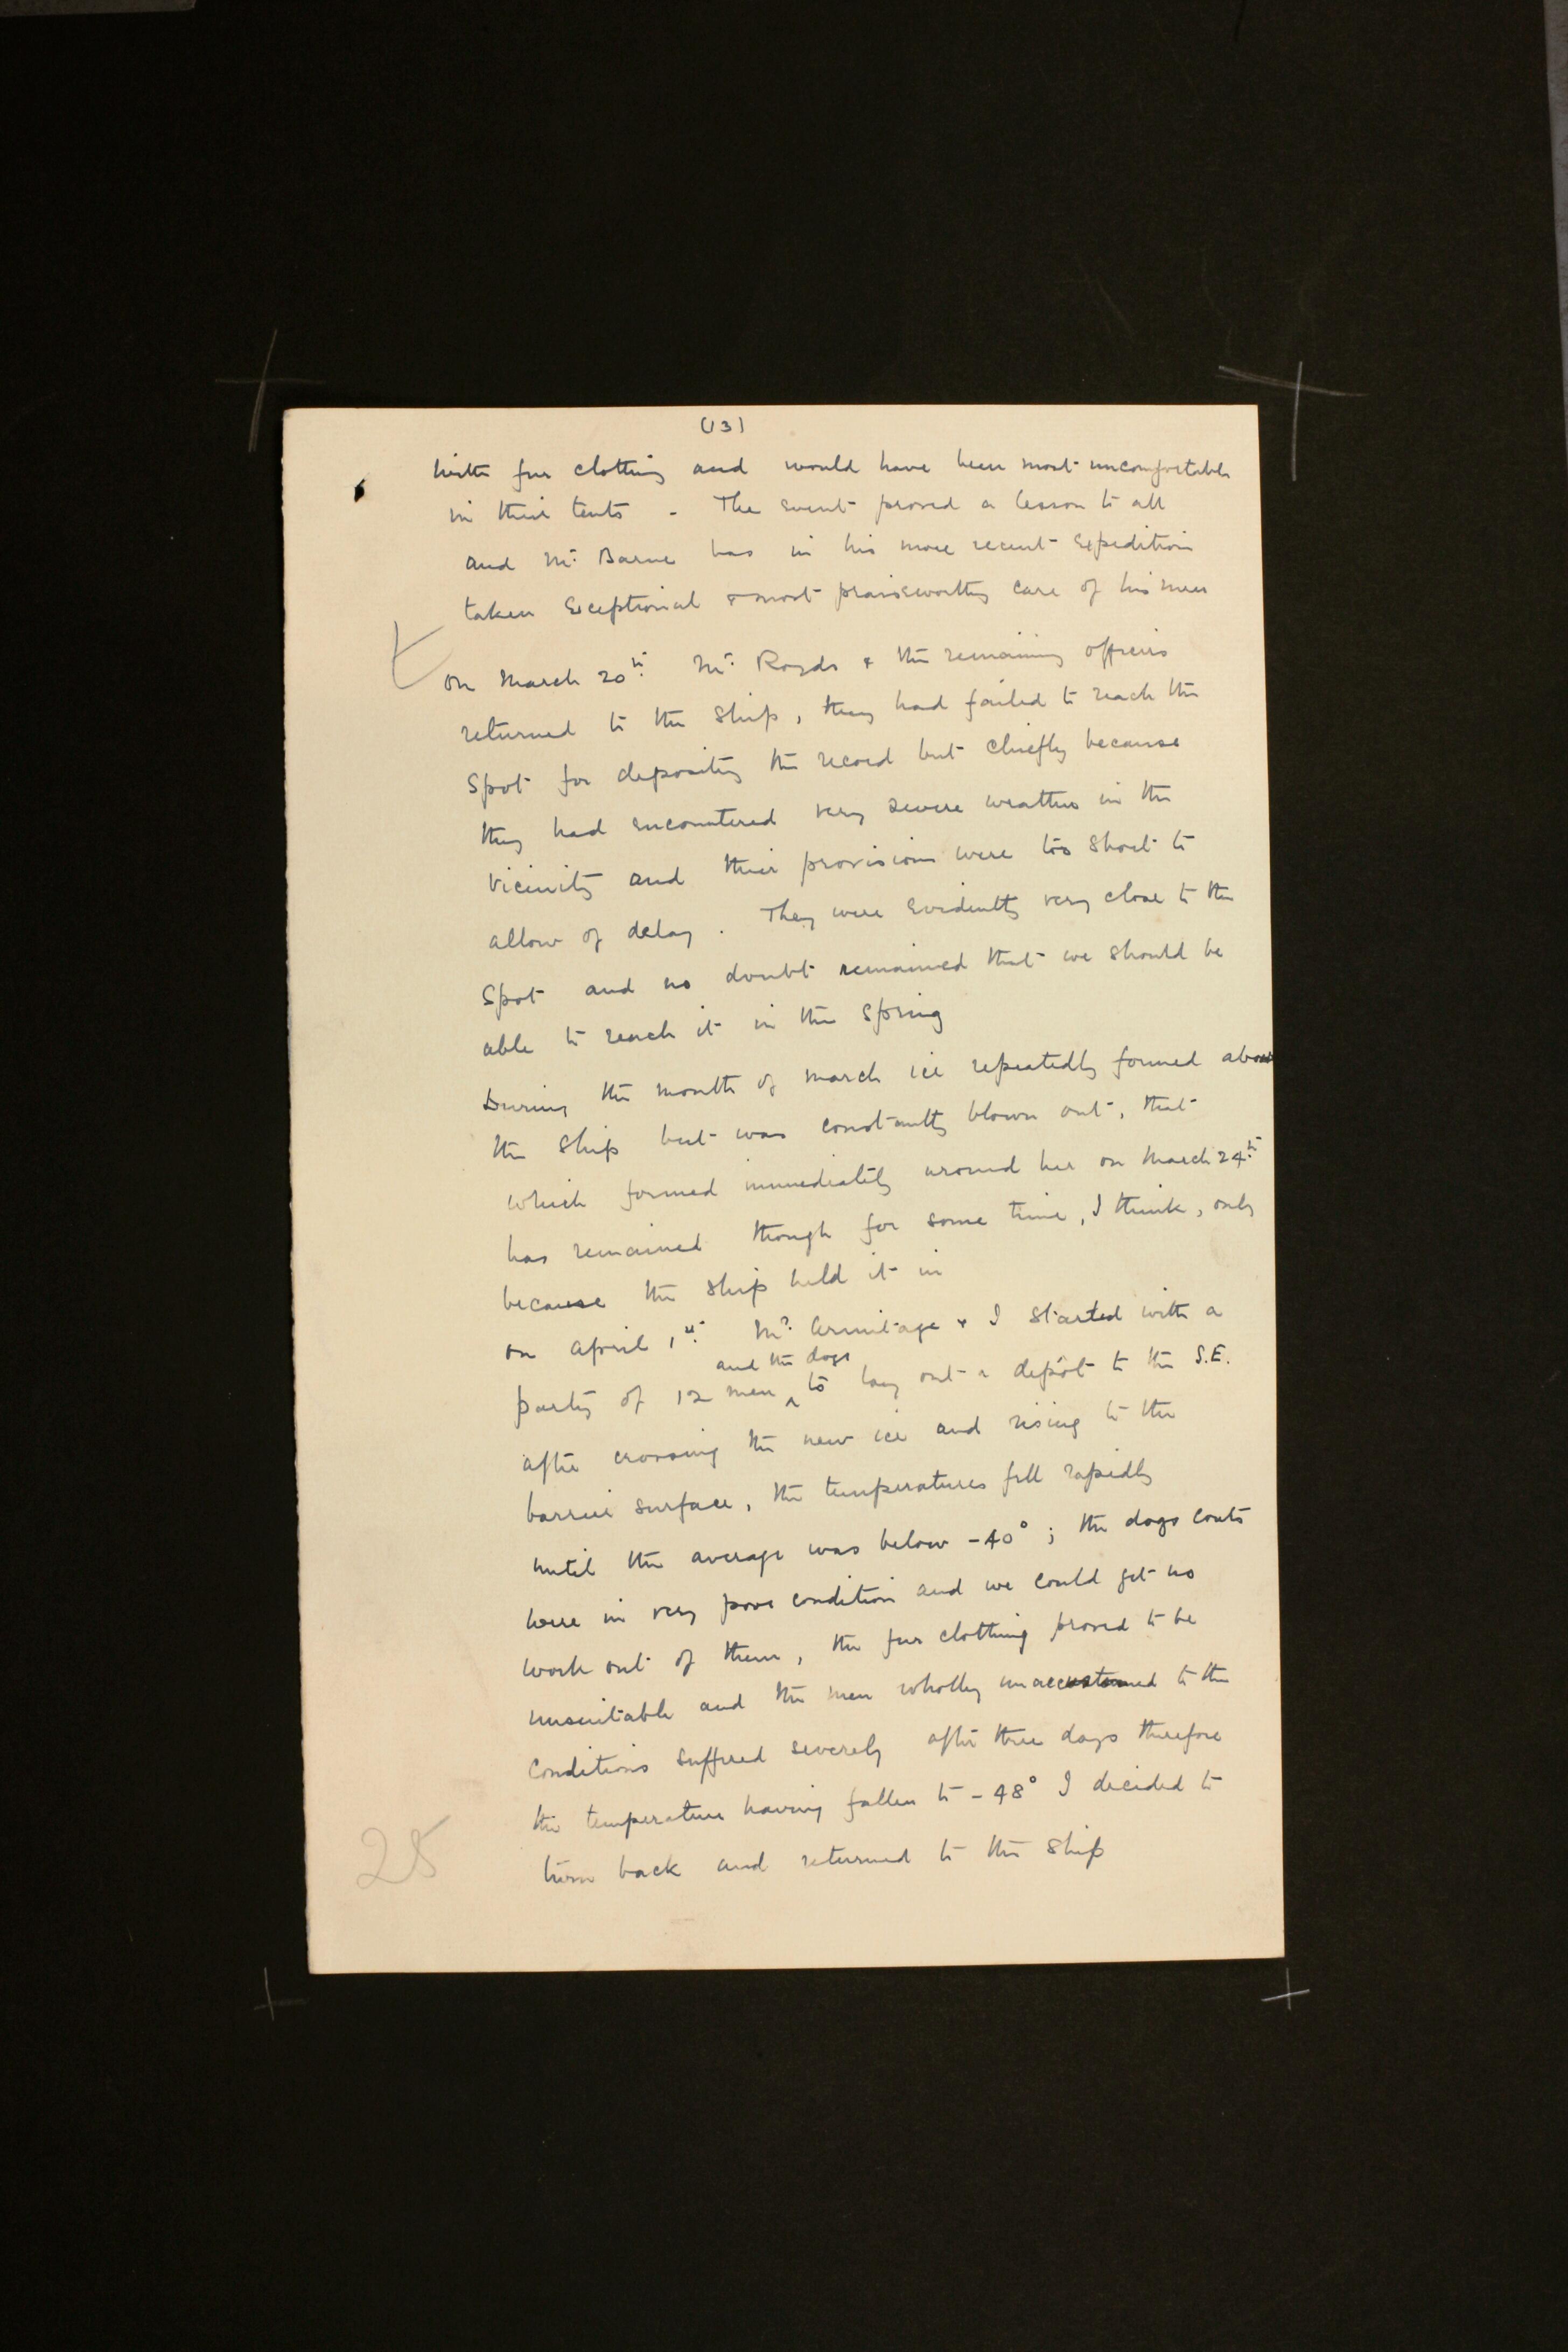 (13)
with fur clothing and would have been most uncomfortable
in their tents - The event proved a lesson to all
and Mr. Barne has in his more recent expedition
taken exceptional & most praiseworthy care of his men
on March 20th. Mr. Royds & the remaining officers
returned to the ship, they had failed to reach the
spot for depositing the record but chiefly because
they had encountered very severe weather in the
vicinity and their provisions were too short to
allow of delay. They were evidently very close to the
spot and no doubt remained that we should be
able to reach it in the spring
During the month of March ice repeatedly formed about
the ship but was constantly blown out, that
which formed immediately around her on March 24th.
has remained though for some time, I think, only
because the ship held it in
on April 1st. Mr. Armitage & I started with a
and the dogs
party of 12 men ^ to lay out a depôt to the S.E.
after crossing the new ice and rising to the
barrier surface, the temperatures fell rapidly
until the average was below -40°; the dogs coats
were in very poor condition and we could get no
work out of them, the fur clothing proved to be
unsuitable and the men wholly unaccustomed to the
conditions suffered severely after three days therefore
the temperature having fallen to -48° I decided to
turn back and returned to the ship
25